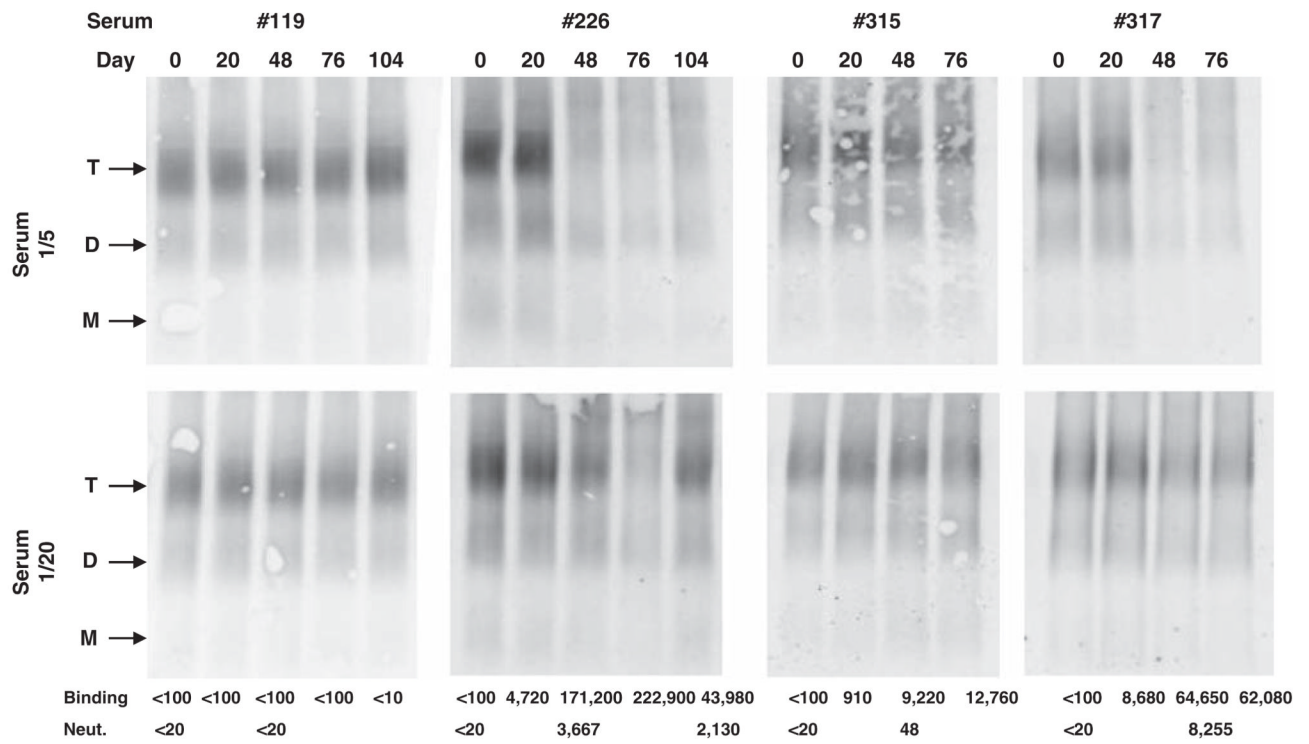 Serum #119 #226 #315 #317
Day 0 20 48 76 104 0 20 48 76 104 0 20 48 76 0 20 48 76
Serum 1/5
T
D
M
Serum 1/20
T
D
M
Binding <100 <100 <100 <100 <10 <100 4,720 171,200 222,900 43,980 <100 910 9,220 12,760 <100 8,680 64,650 62,080
Neut. <20 <20 <20 3,667 2,130 <20 48 <20 8,255